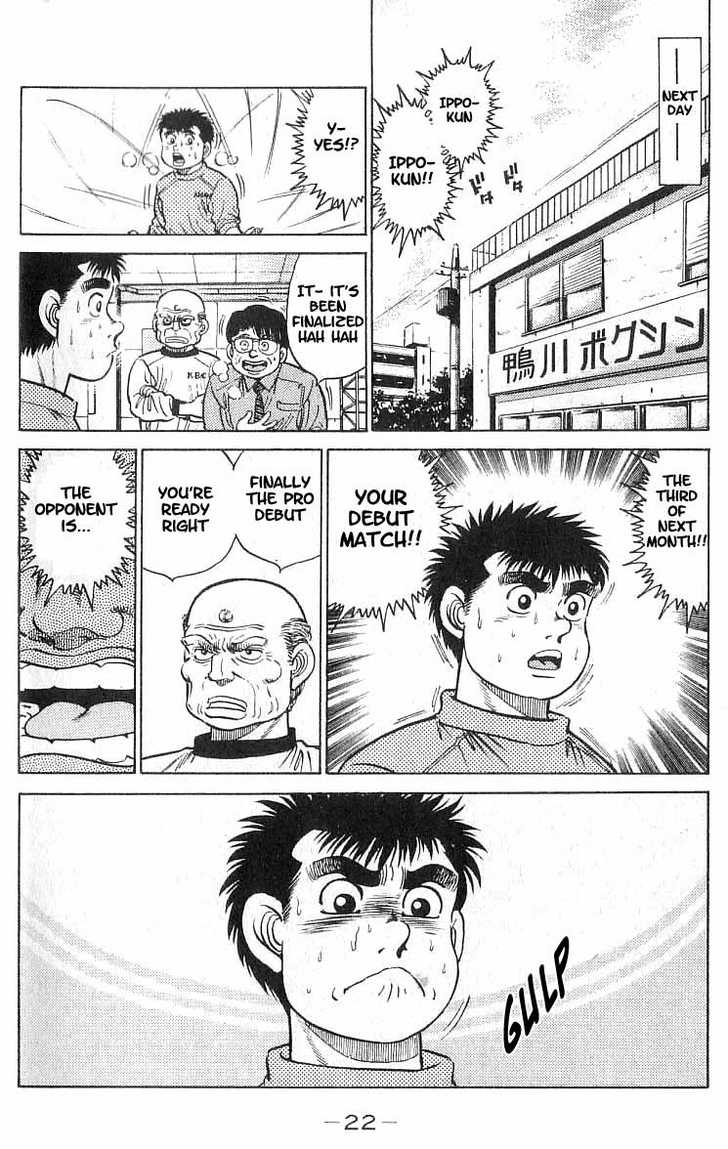 —NEXT
DAY—
IPPO-
KUN
IPPO-
KUN!!
ドタ
ドタ
鴨川ボクシン
Y-
YES!?
IT- IT'S
BEEN
FINALIZED
HAH HAH
KBG
THE
THIRD
OF
NEXT
MONTH!!
YOUR
DEBUT
MATCH!!
FINALLY
THE PRO
DEBUT
YOU'RE
READY
RIGHT
THE
OPPONENT
IS...
GULP
—22—